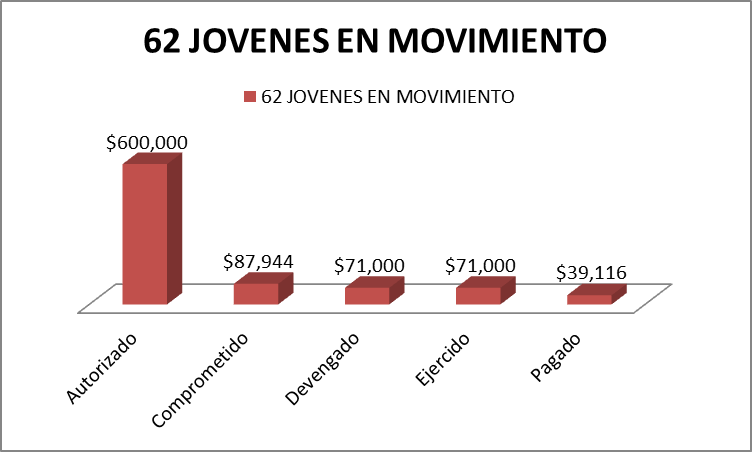 62 JOVENES EN MOVIMIENTO
62 JOVENES EN MOVIMIENTO
$600,000
$87,944
$71,000
$71,000
$39,116
Autorizado
Comprometido
Devengado
Ejercido
Pagado